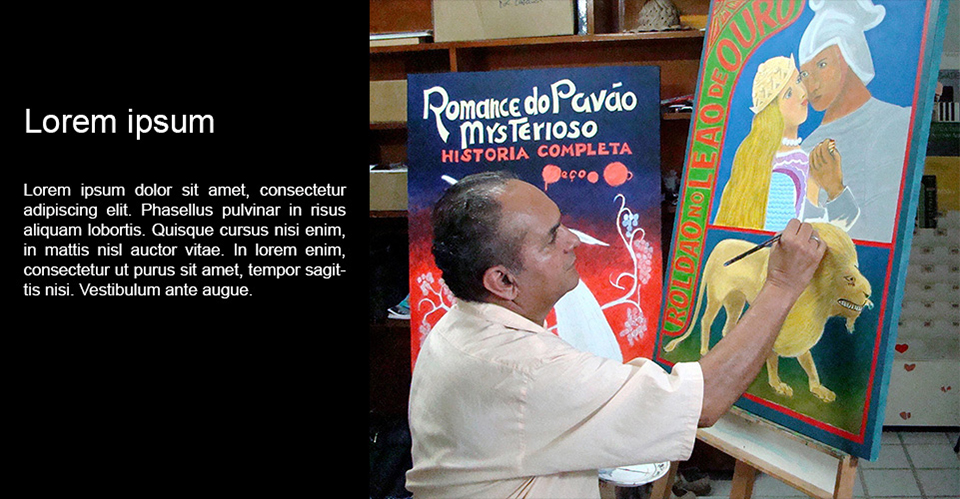 Lorem ipsum
Lorem ipsum dolor sit amet, consectetur
adipiscing elit. Phasellus pulvinar in risus
aliquam lobortis. Quisque cursus nisi enim,
in mattis nisl auctor vitae. In lorem enim,
consectetur ut purus sit amet, tempor sagit-
tis nisi. Vestibulum ante augue.
Romance do Pavão
Mysterioso
HISTORIA COMPLETA
ROLDAO NO LEAO DE OURO